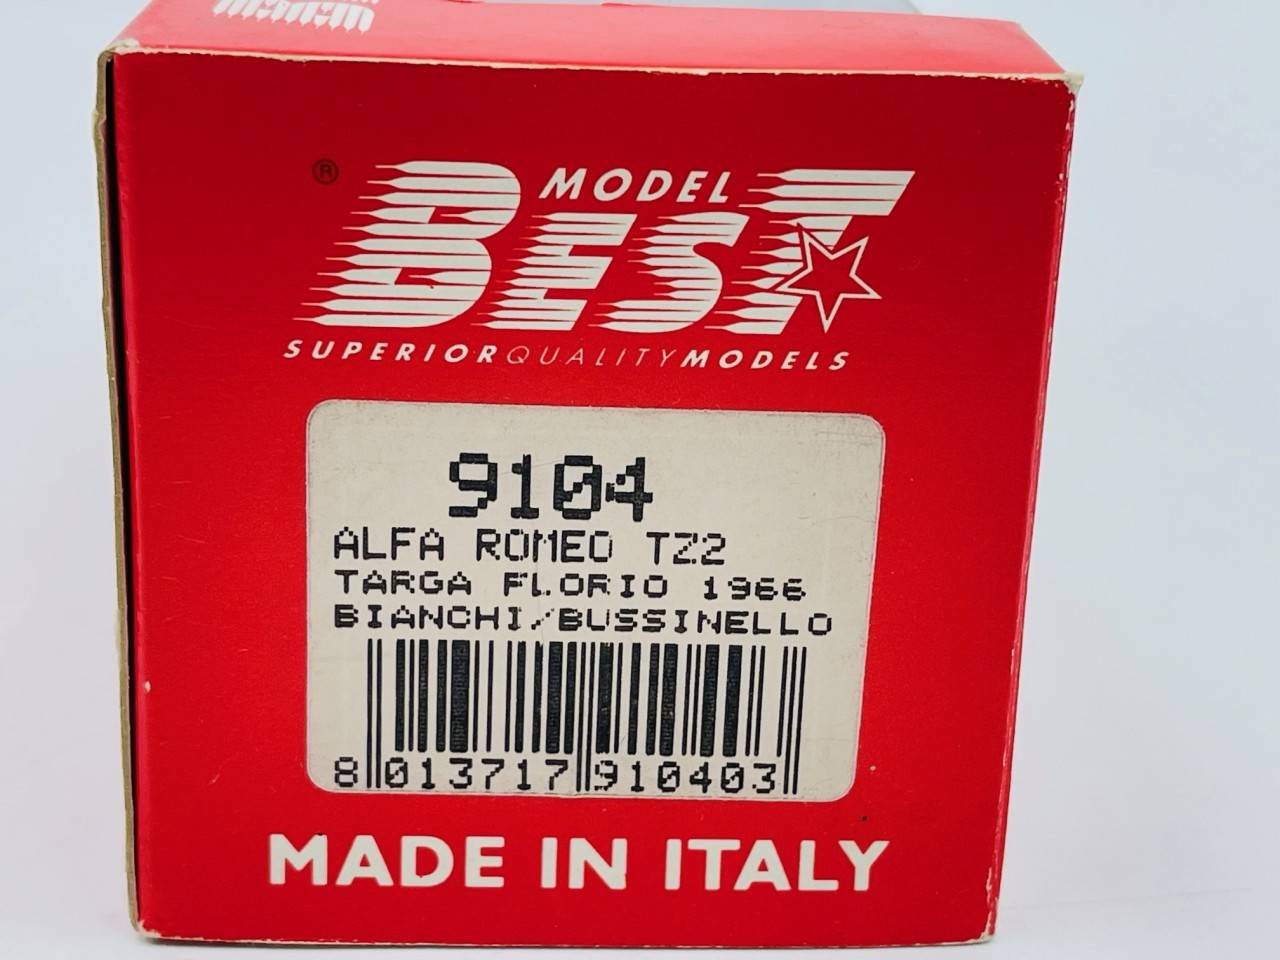 ®
MODEL
BEST
SUPERIORQUALITYMODELS
9104
ALFA ROMEO TZ2
TARGA FLORIO 1966
BIANCHI/BUSSINELLO
8 013717 910403
MADE IN ITALY